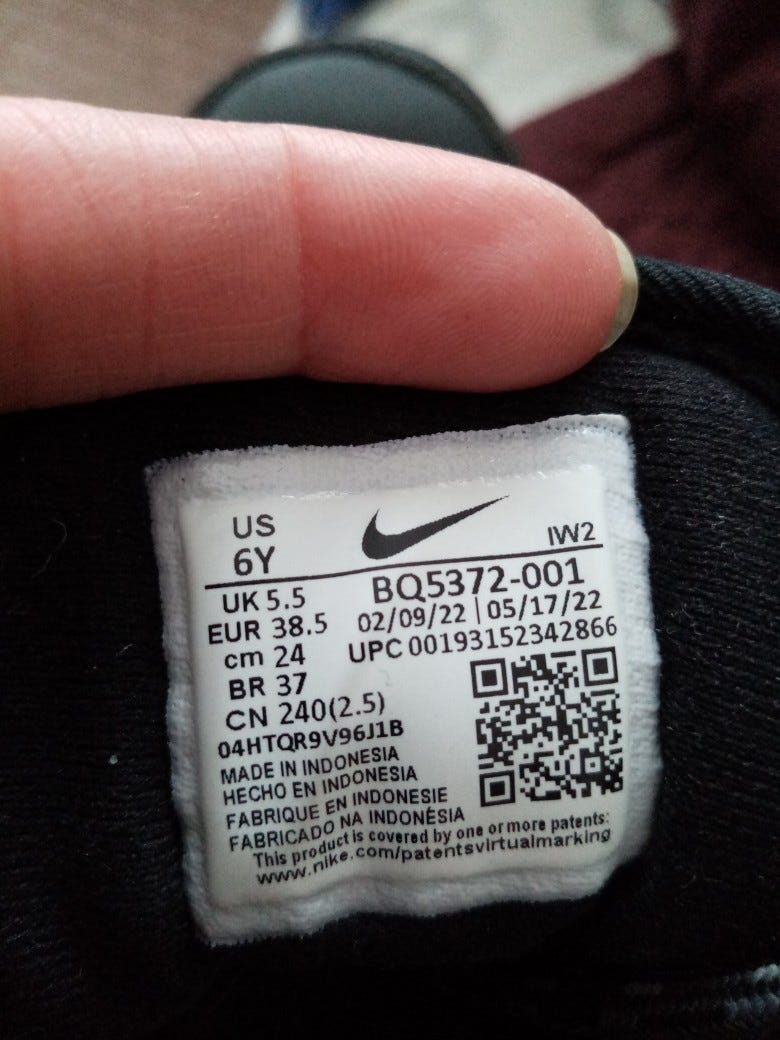 US
6Y
IW2
UK 5.5
EUR 38.5
cm 24
BR 37
CN 240(2.5)
BQ5372-001
02/09/22 | 05/17/22
UPC 00193152342866
04HTQR9V96J1B
MADE IN INDONESIA
HECHO EN INDONESIA
FABRIQUE EN INDONESIE
FABRICADO NA INDONÉSIA
This product is covered by one or more patents:
www.nike.com/patentsvirtualmarking